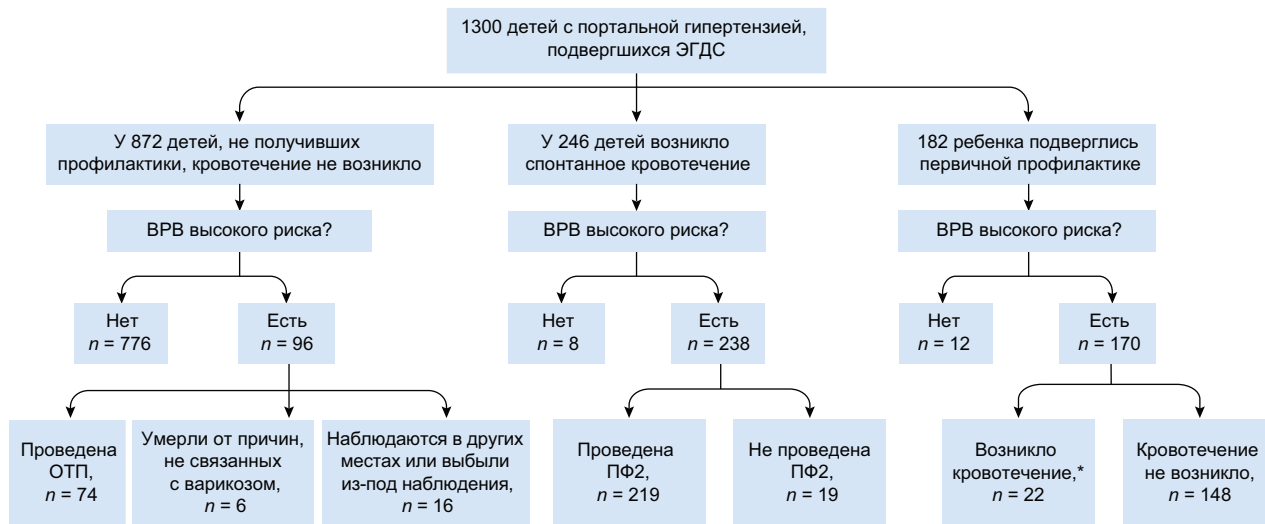 1300 детей с портальной гипертензией,
подвергшихся ЭГДС
У 872 детей, не получивших
профилактики, кровотечение не возникло
У 246 детей возникло
спонтанное кровотечение
182 ребенка подверглись
первичной профилактике
ВРВ высокого риска?
ВРВ высокого риска?
ВРВ высокого риска?
Нет
n = 776
Есть
n = 96
Нет
n = 8
Есть
n = 238
Нет
n = 12
Есть
n = 170
Проведена
ОТП,
n = 74
Умерли от причин,
не связанных
с варикозом,
n = 6
Наблюдаются в других
местах или выбыли
из-под наблюдения,
n = 16
Проведена
ПФ2,
n = 219
Не проведена
ПФ2,
n = 19
Возникло
кровотечение,*
n = 22
Кровотечение
не возникло,
n = 148